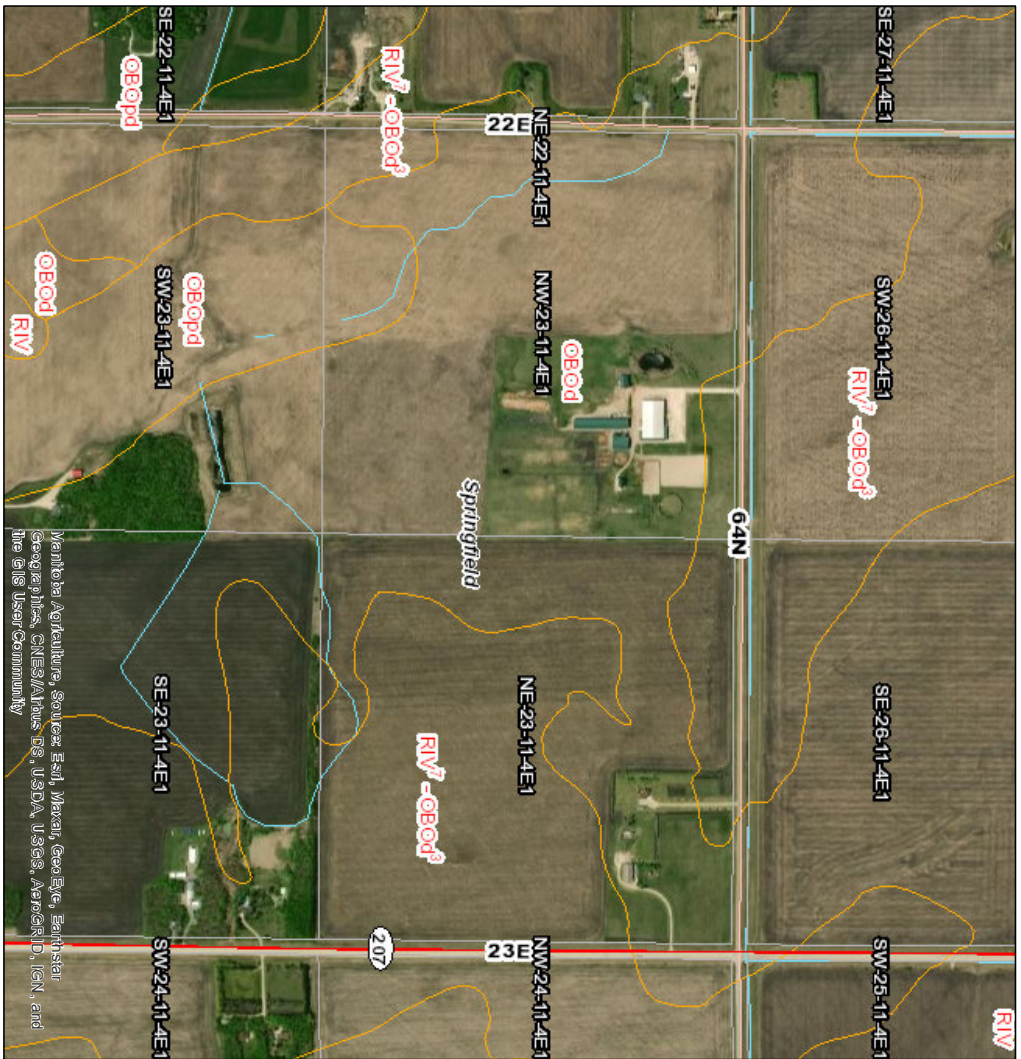 RIV
SE-27-11-4E1
SW-26-11-4E1
SE-26-11-4E1
SW-25-11-4E1
RIV⁷ -OBOd³
64N
OBOd
NE-22-11-4E1
NW-23-11-4E1
NE-23-11-4E1
NW-24-11-4E1
22E
23E
Springfield
RIV⁷ -OBOd³
RIV⁷ -OBOd³
207
OBOpd
SE-22-11-4E1
SW-23-11-4E1
SE-23-11-4E1
SW-24-11-4E1
OBOpd
OBOd
RIV
Manitoba Agriculture, Source: Esri, Maxar, GeoEye, Earthstar
Geographics, CNES/Airbus DS, USDA, USGS, AeroGRID, IGN, and
the GIS User Community